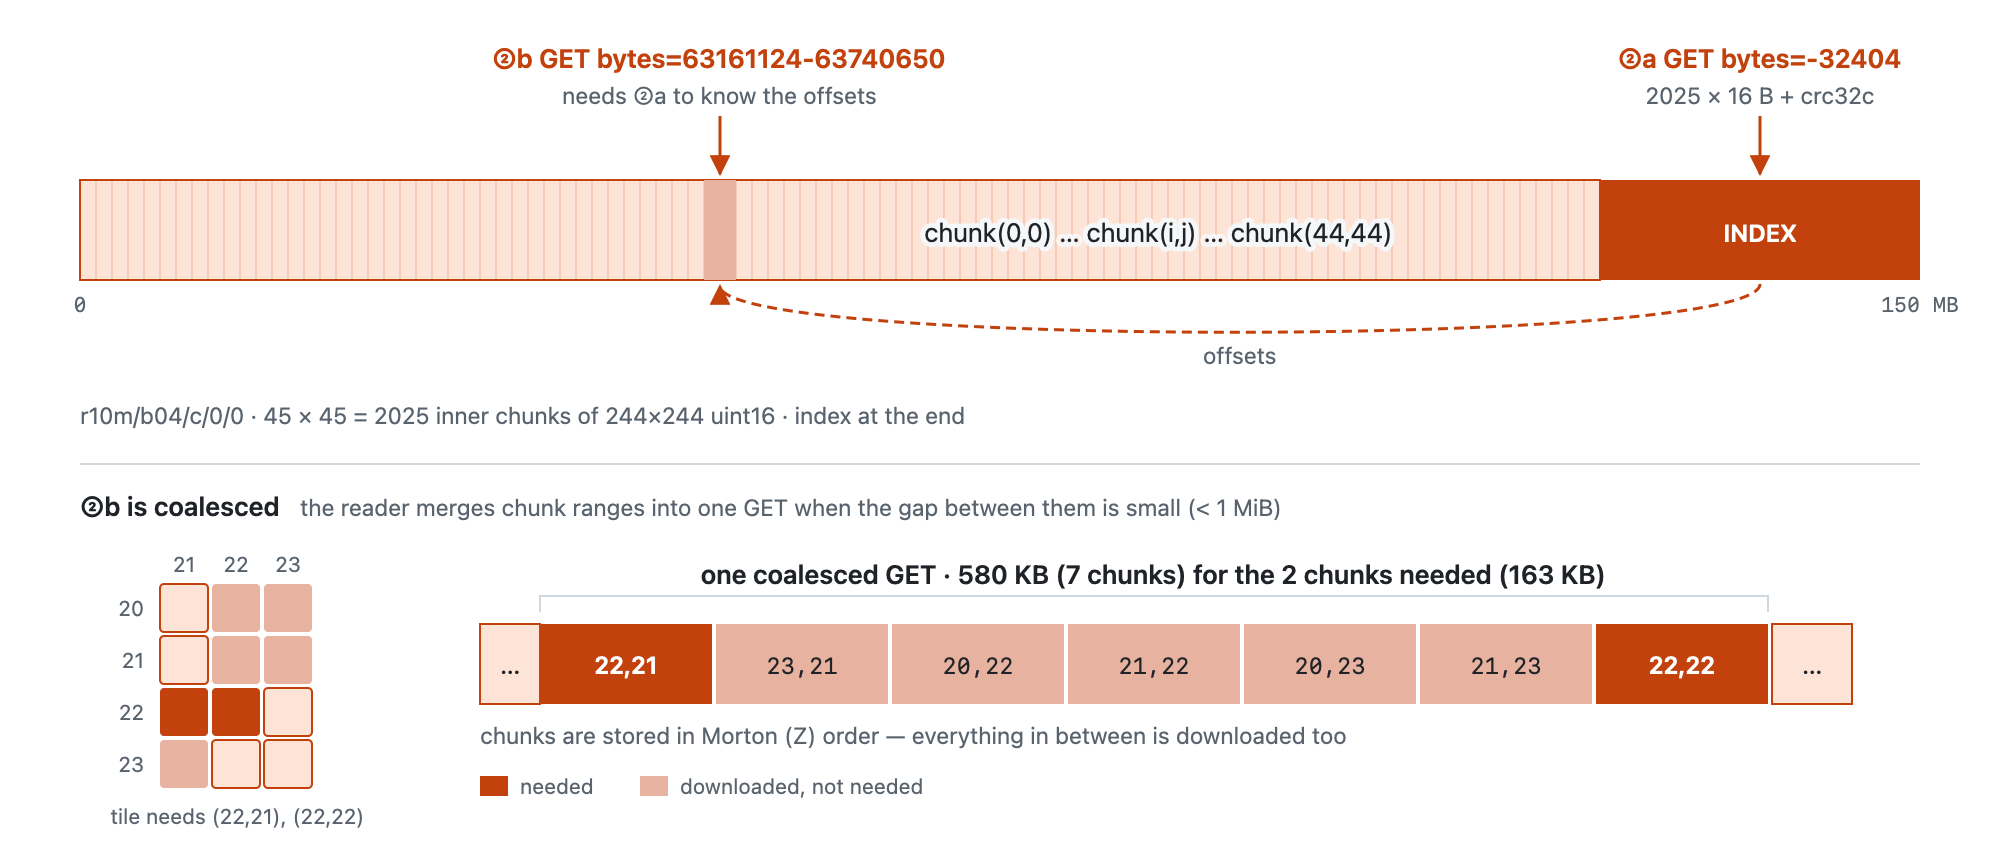 ②b GET bytes=63161124-63740650
②a GET bytes=-32404
needs ②a to know the offsets
2025 × 16 B + crc32c
chunk(0,0) ... chunk(i,j) ... chunk(44,44)
INDEX
0
150 MB
offsets
r10m/b04/c/0/0 · 45 × 45 = 2025 inner chunks of 244×244 uint16 · index at the end
②b is coalesced
the reader merges chunk ranges into one GET when the gap between them is small (< 1 MiB)
21 22 23
20
21
22
23
tile needs (22,21), (22,22)
one coalesced GET · 580 KB (7 chunks) for the 2 chunks needed (163 KB)
... 22,21 23,21 20,22 21,22 20,23 21,23 22,22 ...
chunks are stored in Morton (Z) order — everything in between is downloaded too
needed
downloaded, not needed